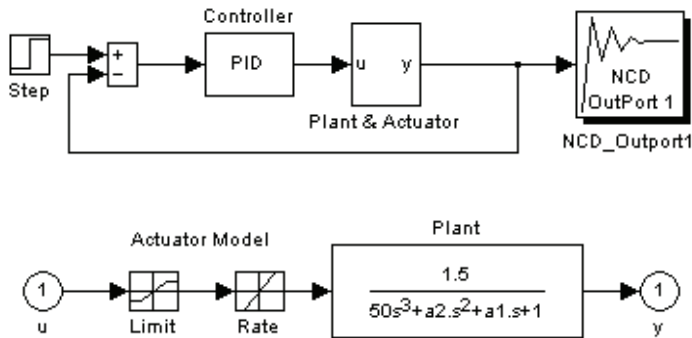 Controller
+
−
PID
u
y
NCD
OutPort 1
Step
Plant & Actuator
NCD_Outport1
Actuator Model
Plant
1
1.5
50s³+a2.s²+a1.s+1
1
u
Limit
Rate
y